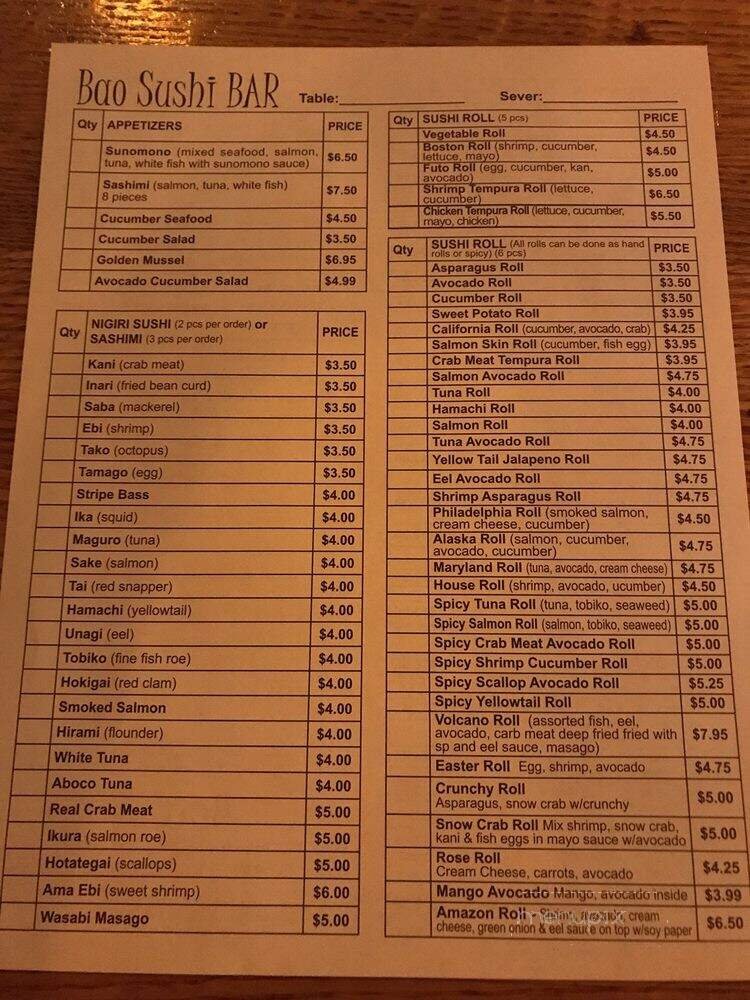 Bao Sushi BAR Table: Sever:
Qty APPETIZERS PRICE
Sunomono (mixed seafood, salmon,
tuna, white fish with sunomono sauce) $6.50
Sashimi (salmon, tuna, white fish)
8 pieces $7.50
Cucumber Seafood $4.50
Cucumber Salad $3.50
Golden Mussel $6.95
Avocado Cucumber Salad $4.99
Qty NIGIRI SUSHI (2 pcs per order) or
SASHIMI (3 pcs per order) PRICE
Kani (crab meat) $3.50
Inari (fried bean curd) $3.50
Saba (mackerel) $3.50
Ebi (shrimp) $3.50
Tako (octopus) $3.50
Tamago (egg) $3.50
Stripe Bass $4.00
Ika (squid) $4.00
Maguro (tuna) $4.00
Sake (salmon) $4.00
Tai (red snapper) $4.00
Hamachi (yellowtail) $4.00
Unagi (eel) $4.00
Tobiko (fine fish roe) $4.00
Hokigai (red clam) $4.00
Smoked Salmon $4.00
Hirami (flounder) $4.00
White Tuna $4.00
Aboco Tuna $4.00
Real Crab Meat $5.00
Ikura (salmon roe) $5.00
Hotategai (scallops) $5.00
Ama Ebi (sweet shrimp) $6.00
Wasabi Masago $5.00
Qty SUSHI ROLL (5 pcs) PRICE
Vegetable Roll $4.50
Boston Roll (shrimp, cucumber,
lettuce, mayo) $4.50
Futo Roll (egg, cucumber, kan,
avocado) $5.00
Shrimp Tempura Roll (lettuce,
cucumber) $6.50
Chicken Tempura Roll (lettuce, cucumber,
mayo, chicken) $5.50
Qty SUSHI ROLL (All rolls can be done as hand
rolls or spicy) (6 pcs) PRICE
Asparagus Roll $3.50
Avocado Roll $3.50
Cucumber Roll $3.50
Sweet Potato Roll $3.95
California Roll (cucumber, avocado, crab) $4.25
Salmon Skin Roll (cucumber, fish egg) $3.95
Crab Meat Tempura Roll $3.95
Salmon Avocado Roll $4.75
Tuna Roll $4.00
Hamachi Roll $4.00
Salmon Roll $4.00
Tuna Avocado Roll $4.75
Yellow Tail Jalapeno Roll $4.75
Eel Avocado Roll $4.75
Shrimp Asparagus Roll $4.75
Philadelphia Roll (smoked salmon,
cream cheese, cucumber) $4.50
Alaska Roll (salmon, cucumber,
avocado, cucumber) $4.75
Maryland Roll (tuna, avocado, cream cheese) $4.75
House Roll (shrimp, avocado, ucumber) $4.50
Spicy Tuna Roll (tuna, tobiko, seaweed) $5.00
Spicy Salmon Roll (salmon, tobiko, seaweed) $5.00
Spicy Crab Meat Avocado Roll $5.00
Spicy Shrimp Cucumber Roll $5.00
Spicy Scallop Avocado Roll $5.25
Spicy Yellowtail Roll $5.00
Volcano Roll (assorted fish, eel,
avocado, carb meat deep fried fried with
sp and eel sauce, masago) $7.95
Easter Roll Egg, shrimp, avocado $4.75
Crunchy Roll
Asparagus, snow crab w/crunchy $5.00
Snow Crab Roll Mix shrimp, snow crab,
kani & fish eggs in mayo sauce w/avocado $5.00
Rose Roll
Cream Cheese, carrots, avocado $4.25
Mango Avocado Mango, avocado inside $3.99
Amazon Roll - Shrimp, avocado, cream
cheese, green onion & eel sauce on top w/soy paper $6.50
menupix